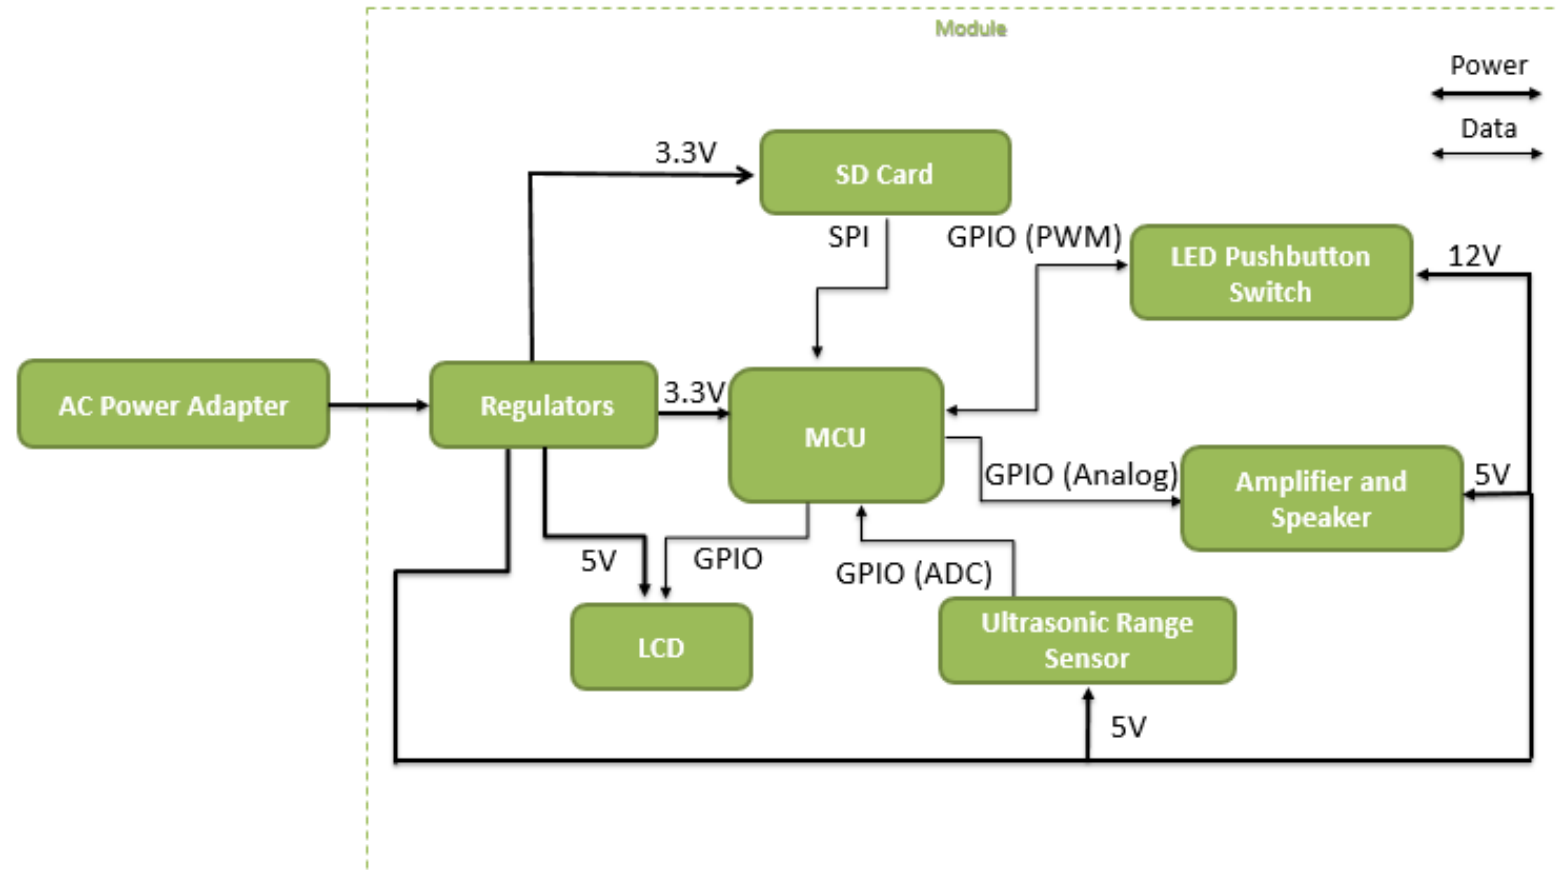 Module
Power
Data
3.3V
SD Card
SPI
GPIO (PWM)
LED Pushbutton
Switch
12V
AC Power Adapter
Regulators
3.3V
MCU
GPIO (Analog)
Amplifier and
Speaker
5V
5V
GPIO
GPIO (ADC)
LCD
Ultrasonic Range
Sensor
5V